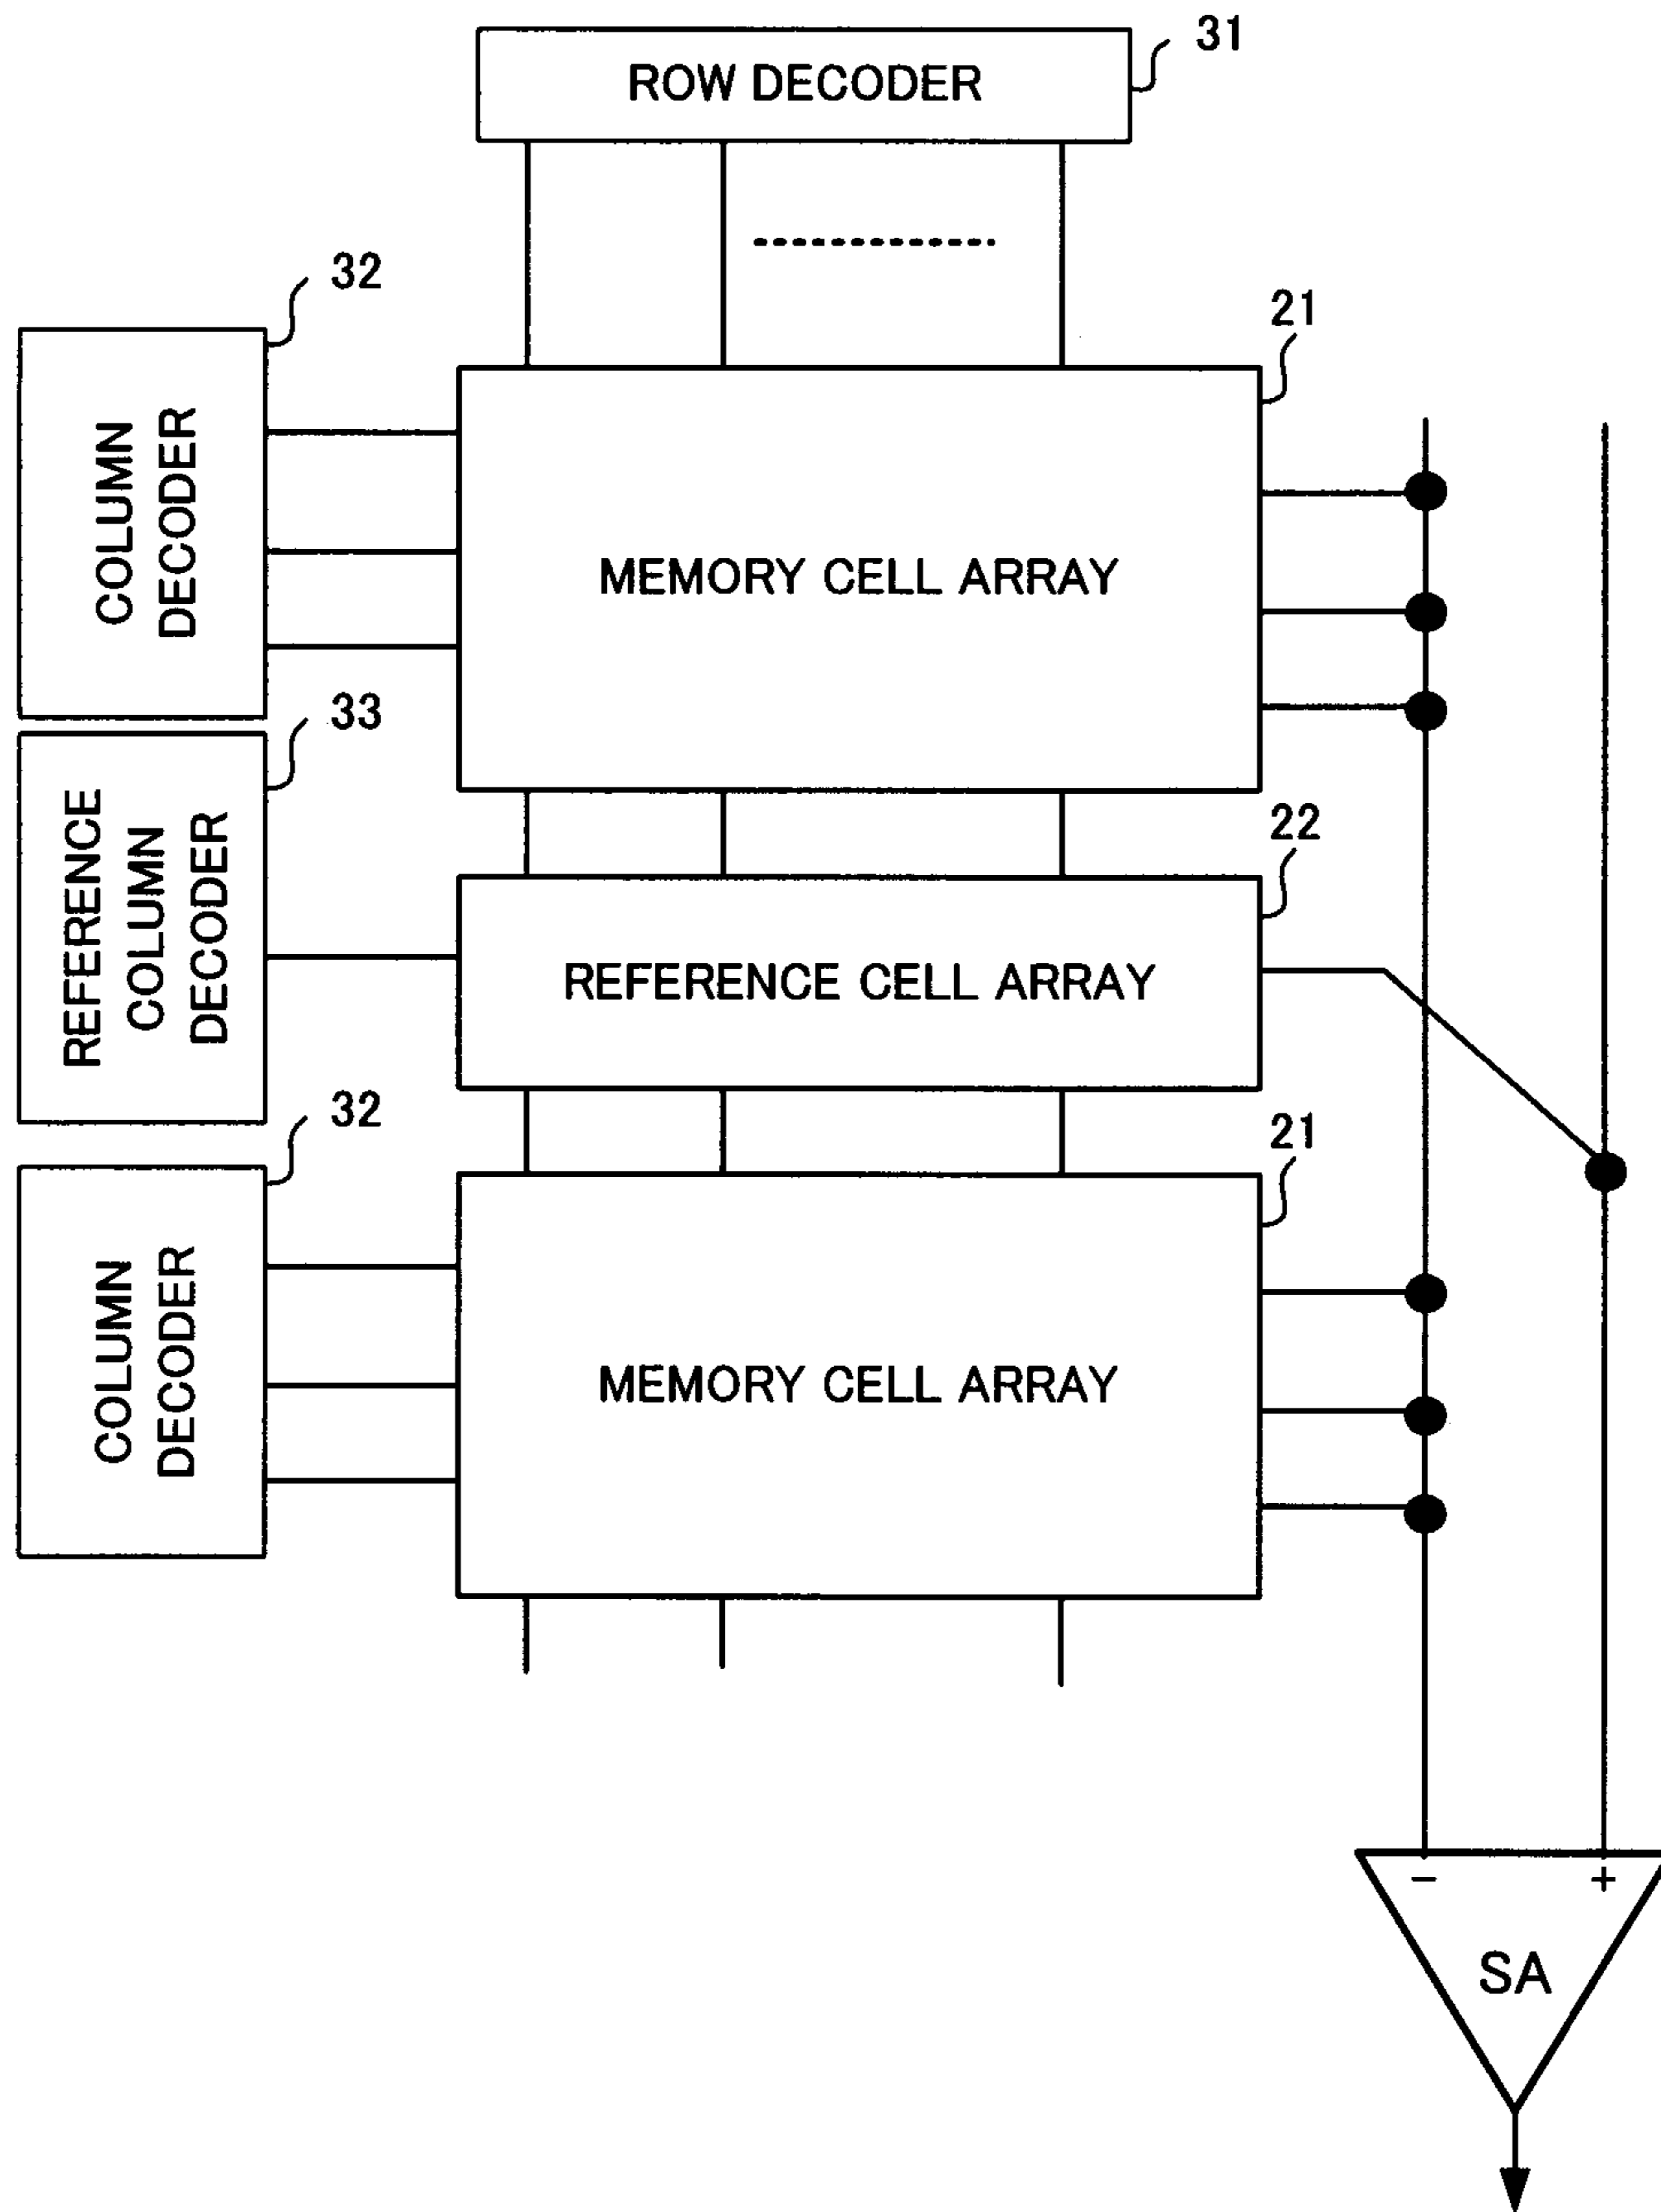 31
ROW DECODER
32
21
COLUMN
DECODER
MEMORY CELL ARRAY
33
22
REFERENCE
COLUMN
DECODER
REFERENCE CELL ARRAY
32
21
COLUMN
DECODER
MEMORY CELL ARRAY
- +
SA